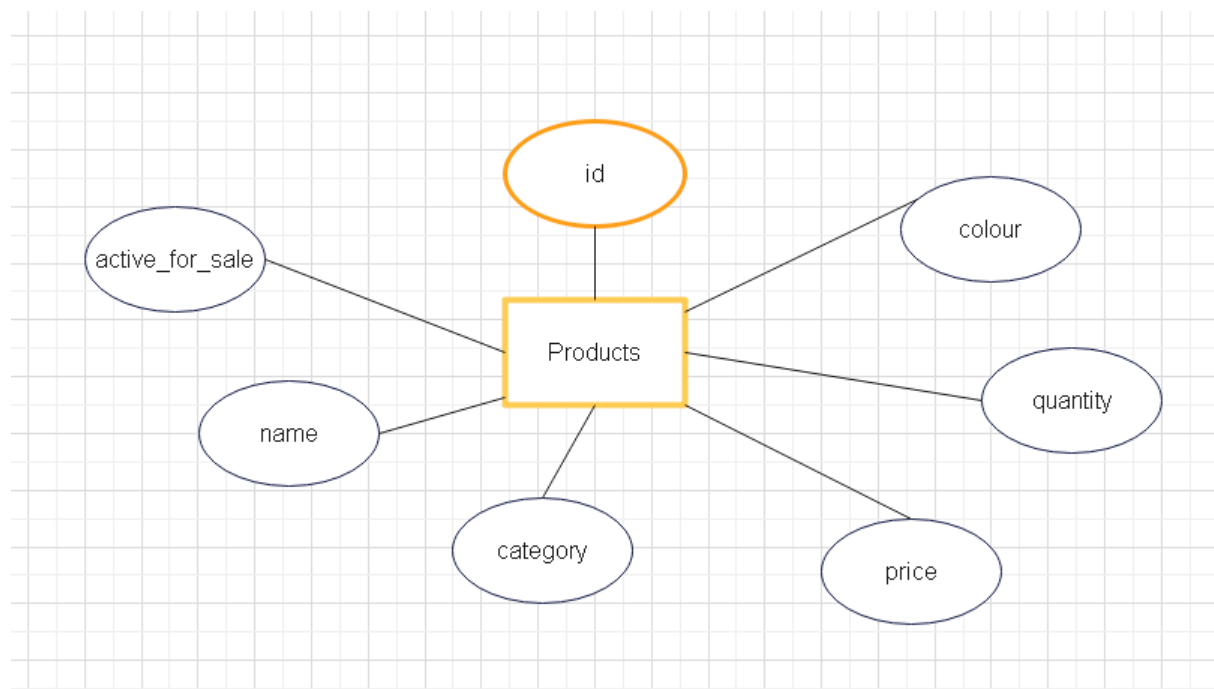 id
colour
active_for_sale
Products
quantity
name
category
price